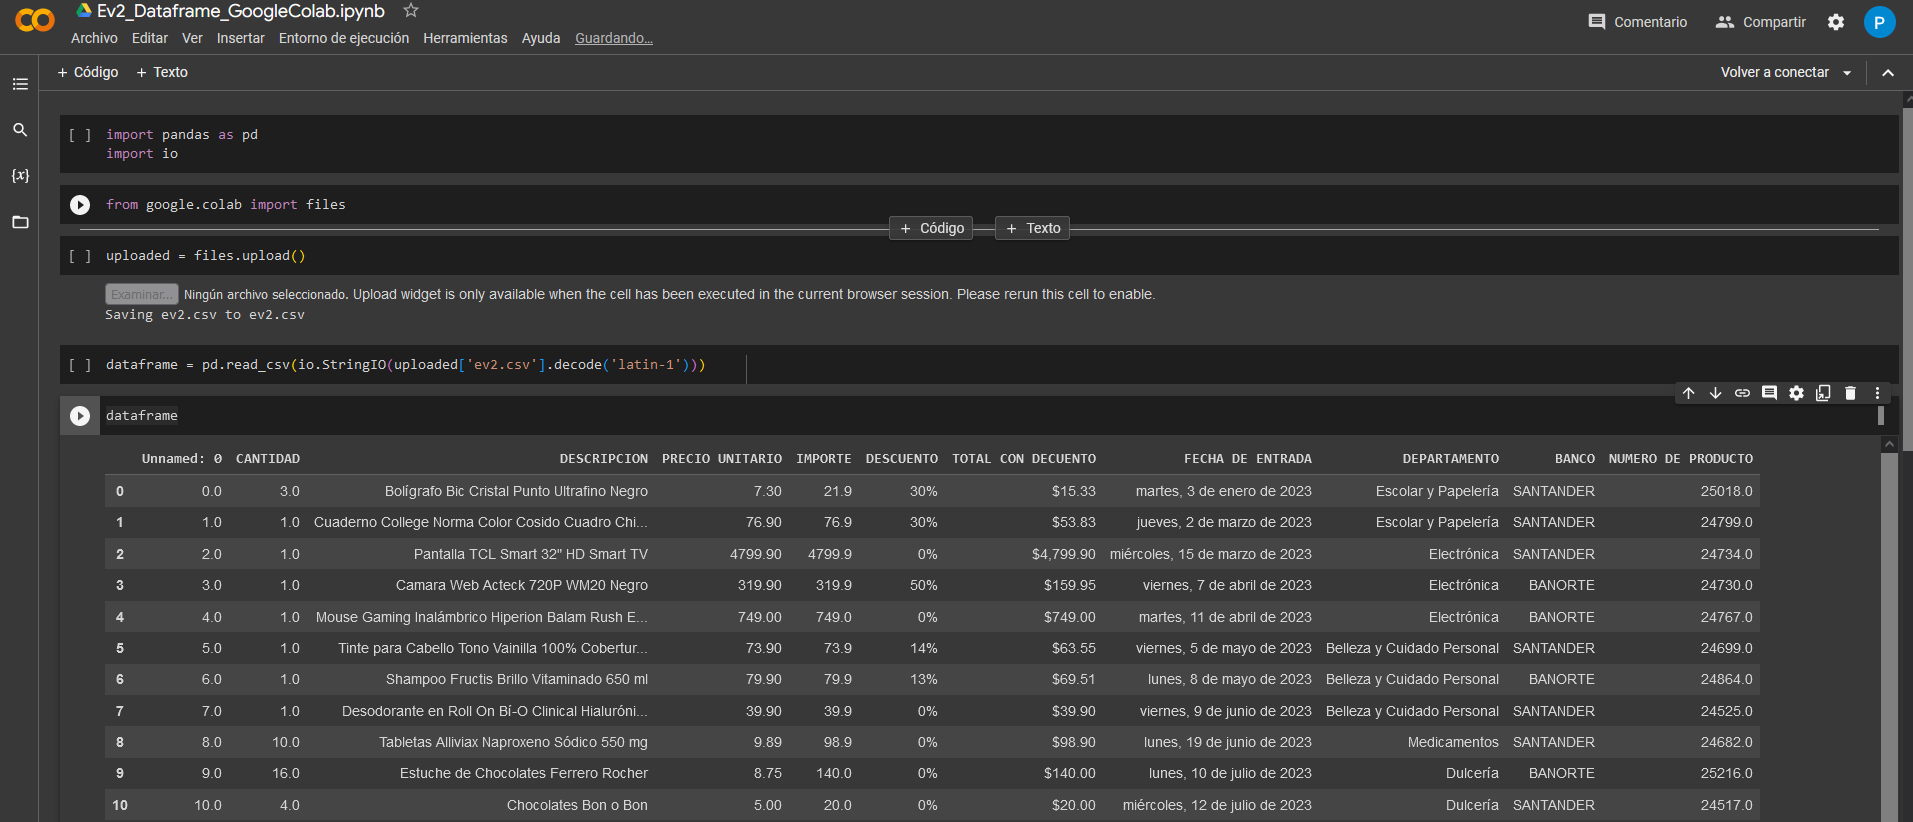 Ev2_Dataframe_GoogleColab.ipynb
Archivo Editar Ver Insertar Entorno de ejecución Herramientas Ayuda Guardando...
Comentario Compartir P
+ Código + Texto
Volver a conectar
{x}
[ ] import pandas as pd
import io
from google.colab import files
+ Código + Texto
[ ] uploaded = files.upload()
Examinar... Ningún archivo seleccionado. Upload widget is only available when the cell has been executed in the current browser session. Please rerun this cell to enable.
Saving ev2.csv to ev2.csv
[ ] dataframe = pd.read_csv(io.StringIO(uploaded['ev2.csv'].decode('latin-1')))
dataframe
Unnamed: 0 CANTIDAD DESCRIPCION PRECIO UNITARIO IMPORTE DESCUENTO TOTAL CON DECUENTO FECHA DE ENTRADA DEPARTAMENTO BANCO NUMERO DE PRODUCTO
0 0.0 3.0 Bolígrafo Bic Cristal Punto Ultrafino Negro 7.30 21.9 30% $15.33 martes, 3 de enero de 2023 Escolar y Papelería SANTANDER 25018.0
1 1.0 1.0 Cuaderno College Norma Color Cosido Cuadro Chi... 76.90 76.9 30% $53.83 jueves, 2 de marzo de 2023 Escolar y Papelería SANTANDER 24799.0
2 2.0 1.0 Pantalla TCL Smart 32" HD Smart TV 4799.90 4799.9 0% $4,799.90 miércoles, 15 de marzo de 2023 Electrónica SANTANDER 24734.0
3 3.0 1.0 Camara Web Acteck 720P WM20 Negro 319.90 319.9 50% $159.95 viernes, 7 de abril de 2023 Electrónica BANORTE 24730.0
4 4.0 1.0 Mouse Gaming Inalámbrico Hiperion Balam Rush E... 749.00 749.0 0% $749.00 martes, 11 de abril de 2023 Electrónica BANORTE 24767.0
5 5.0 1.0 Tinte para Cabello Tono Vainilla 100% Cobertur... 73.90 73.9 14% $63.55 viernes, 5 de mayo de 2023 Belleza y Cuidado Personal SANTANDER 24699.0
6 6.0 1.0 Shampoo Fructis Brillo Vitaminado 650 ml 79.90 79.9 13% $69.51 lunes, 8 de mayo de 2023 Belleza y Cuidado Personal BANORTE 24864.0
7 7.0 1.0 Desodorante en Roll On Bí-O Clinical Hialuróni... 39.90 39.9 0% $39.90 viernes, 9 de junio de 2023 Belleza y Cuidado Personal SANTANDER 24525.0
8 8.0 10.0 Tabletas Alliviax Naproxeno Sódico 550 mg 9.89 98.9 0% $98.90 lunes, 19 de junio de 2023 Medicamentos SANTANDER 24682.0
9 9.0 16.0 Estuche de Chocolates Ferrero Rocher 8.75 140.0 0% $140.00 lunes, 10 de julio de 2023 Dulcería BANORTE 25216.0
10 10.0 4.0 Chocolates Bon o Bon 5.00 20.0 0% $20.00 miércoles, 12 de julio de 2023 Dulcería SANTANDER 24517.0